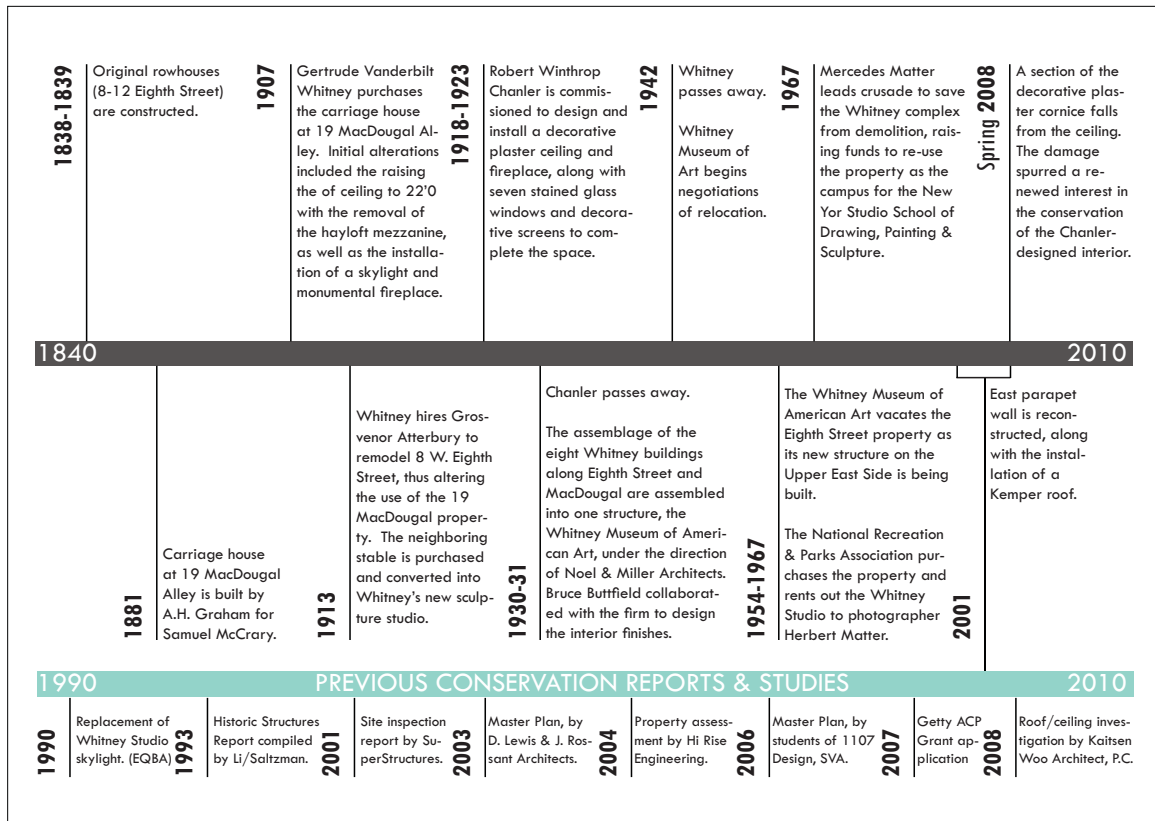 1838-1839
Original rowhouses
(8-12 Eighth Street)
are constructed.
1907
Gertrude Vanderbilt
Whitney purchases
the carriage house
at 19 MacDougal Al-
ley. Initial alterations
included the raising
the of ceiling to 22'0
with the removal of
the hayloft mezzanine,
as well as the installa-
tion of a skylight and
monumental fireplace.
1918-1923
Robert Winthrop
Chanler is commis-
sioned to design and
install a decorative
plaster ceiling and
fireplace, along with
seven stained glass
windows and decora-
tive screens to com-
plete the space.
1942
Whitney
passes away.
Whitney
Museum of
Art begins
negotiations
of relocation.
1967
Mercedes Matter
leads crusade to save
the Whitney complex
from demolition, rais-
ing funds to re-use
the property as the
campus for the New
Yor Studio School of
Drawing, Painting &
Sculpture.
Spring 2008
A section of the
decorative plas-
ter cornice falls
from the ceiling.
The damage
spurred a re-
newed interest in
the conservation
of the Chanler-
designed interior.
1840 2010
1881
Carriage house
at 19 MacDougal
Alley is built by
A.H. Graham for
Samuel McCrary.
1913
Whitney hires Gros-
venor Atterbury to
remodel 8 W. Eighth
Street, thus altering
the use of the 19
MacDougal proper-
ty. The neighboring
stable is purchased
and converted into
Whitney's new sculp-
ture studio.
1930-31
Chanler passes away.
The assemblage of the
eight Whitney buildings
along Eighth Street and
MacDougal are assembled
into one structure, the
Whitney Museum of Ameri-
can Art, under the direction
of Noel & Miller Architects.
Bruce Buttfield collaborat-
ed with the firm to design
the interior finishes.
1954-1967
The Whitney Museum of
American Art vacates the
Eighth Street property as
its new structure on the
Upper East Side is being
built.
The National Recreation
& Parks Association pur-
chases the property and
rents out the Whitney
Studio to photographer
Herbert Matter.
2001
East parapet
wall is recon-
structed, along
with the instal-
lation of a
Kemper roof.
1990 PREVIOUS CONSERVATION REPORTS & STUDIES 2010
1990
Replacement of
Whitney Studio
skylight. (EQBA)
1993
Historic Structures
Report compiled
by Li/Saltzman.
2001
Site inspection
report by Su-
perStructures.
2003
Master Plan, by
D. Lewis & J. Ros-
sant Architects.
2004
Property assess-
ment by Hi Rise
Engineering.
2006
Master Plan, by
students of 1107
Design, SVA.
2007
Getty ACP
Grant ap-
plication
2008
Roof/ceiling inves-
tigation by Kaitsen
Woo Architect, P.C.